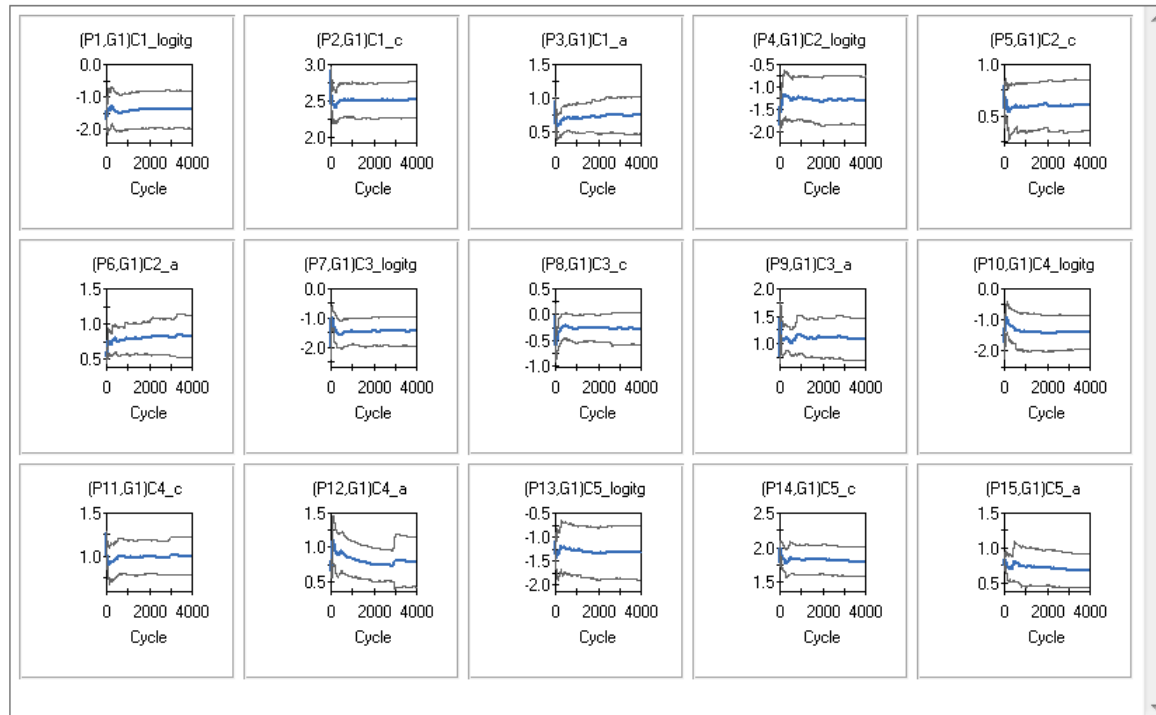 (P1,G1)C1_logitg
0.0
-1.0
-2.0
0 2000 4000
Cycle
(P2,G1)C1_c
3.0
2.5
2.0
0 2000 4000
Cycle
(P3,G1)C1_a
1.5
1.0
0.5
0 2000 4000
Cycle
(P4,G1)C2_logitg
-0.5
-1.0
-1.5
-2.0
0 2000 4000
Cycle
(P5,G1)C2_c
1.0
0.5
0 2000 4000
Cycle
(P6,G1)C2_a
1.5
1.0
0.5
0 2000 4000
Cycle
(P7,G1)C3_logitg
0.0
-1.0
-2.0
0 2000 4000
Cycle
(P8,G1)C3_c
0.5
0.0
-0.5
-1.0
0 2000 4000
Cycle
(P9,G1)C3_a
2.0
1.5
1.0
0 2000 4000
Cycle
(P10,G1)C4_logitg
0.0
-1.0
-2.0
0 2000 4000
Cycle
(P11,G1)C4_c
1.5
1.0
0 2000 4000
Cycle
(P12,G1)C4_a
1.5
1.0
0.5
0 2000 4000
Cycle
(P13,G1)C5_logitg
-0.5
-1.0
-1.5
-2.0
0 2000 4000
Cycle
(P14,G1)C5_c
2.5
2.0
1.5
0 2000 4000
Cycle
(P15,G1)C5_a
1.5
1.0
0.5
0 2000 4000
Cycle